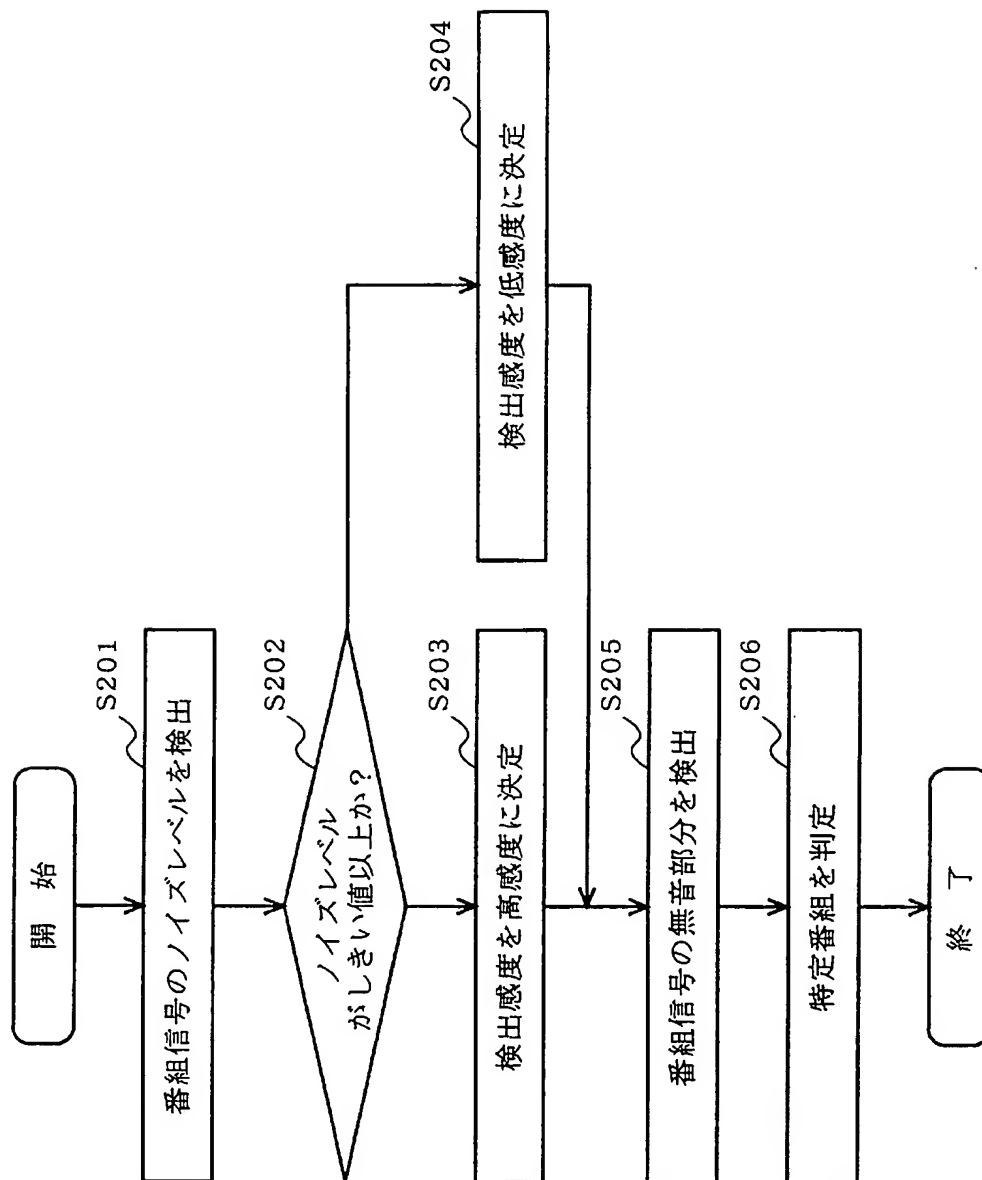 開 始
S201
番組信号のノイズレベルを検出
S202
ノイズレベル
がしきい値以上か?
S203
検出感度を高感度に決定
S204
検出感度を低感度に決定
S205
番組信号の無音部分を検出
S206
特定番組を判定
終 了